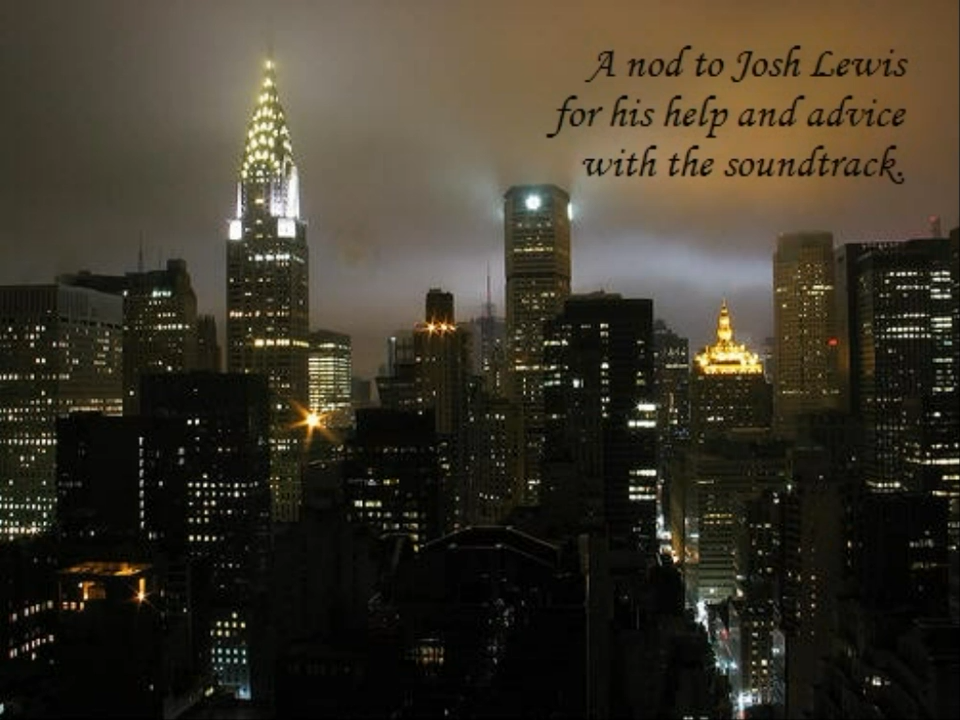 A nod to Josh Lewis
for his help and advice
with the soundtrack.